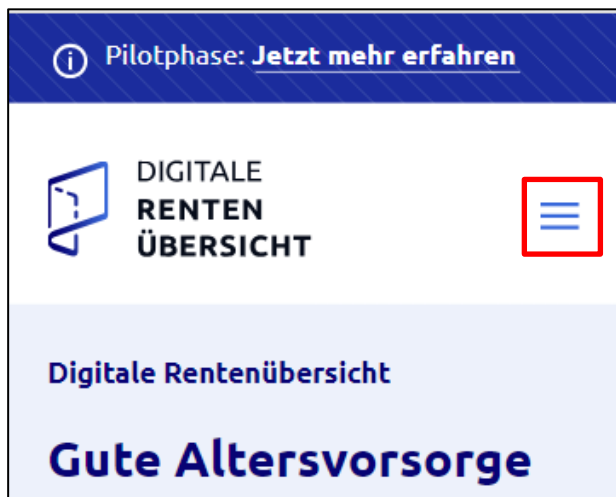 Pilotphase: Jetzt mehr erfahren
DIGITALE
RENTEN
ÜBERSICHT
Digitale Rentenübersicht
Gute Altersvorsorge